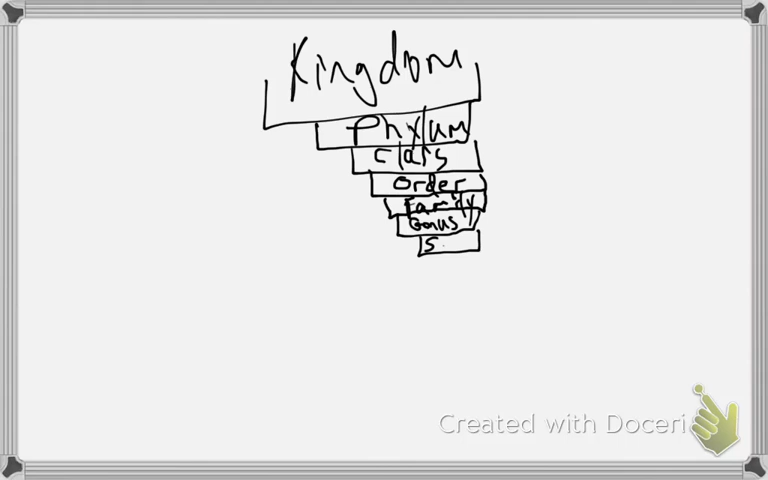 Kingdom
Phylum
Class
Order
Family
Genus
S
Created with Doceri